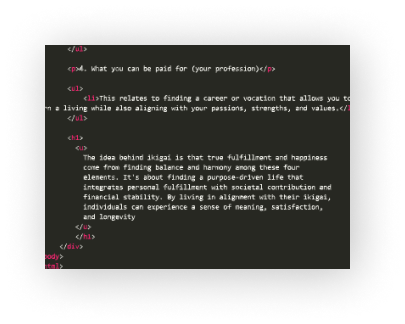 </ul>
<p>4. What you can be paid for (your profession)</p>
<ul>
<li>This relates to finding a career or vocation that allows you to
rn a living while also aligning with your passions, strengths, and values.</
</ul>
<h1>
<u>
The idea behind ikigai is that true fulfillment and happiness
come from finding balance and harmony among these four
elements. It's about finding a purpose-driven life that
integrates personal fulfillment with societal contribution and
financial stability. By living in alignment with their ikigai,
individuals can experience a sense of meaning, satisfaction,
and longevity
</u>
</h1>
</div>
body>
html>